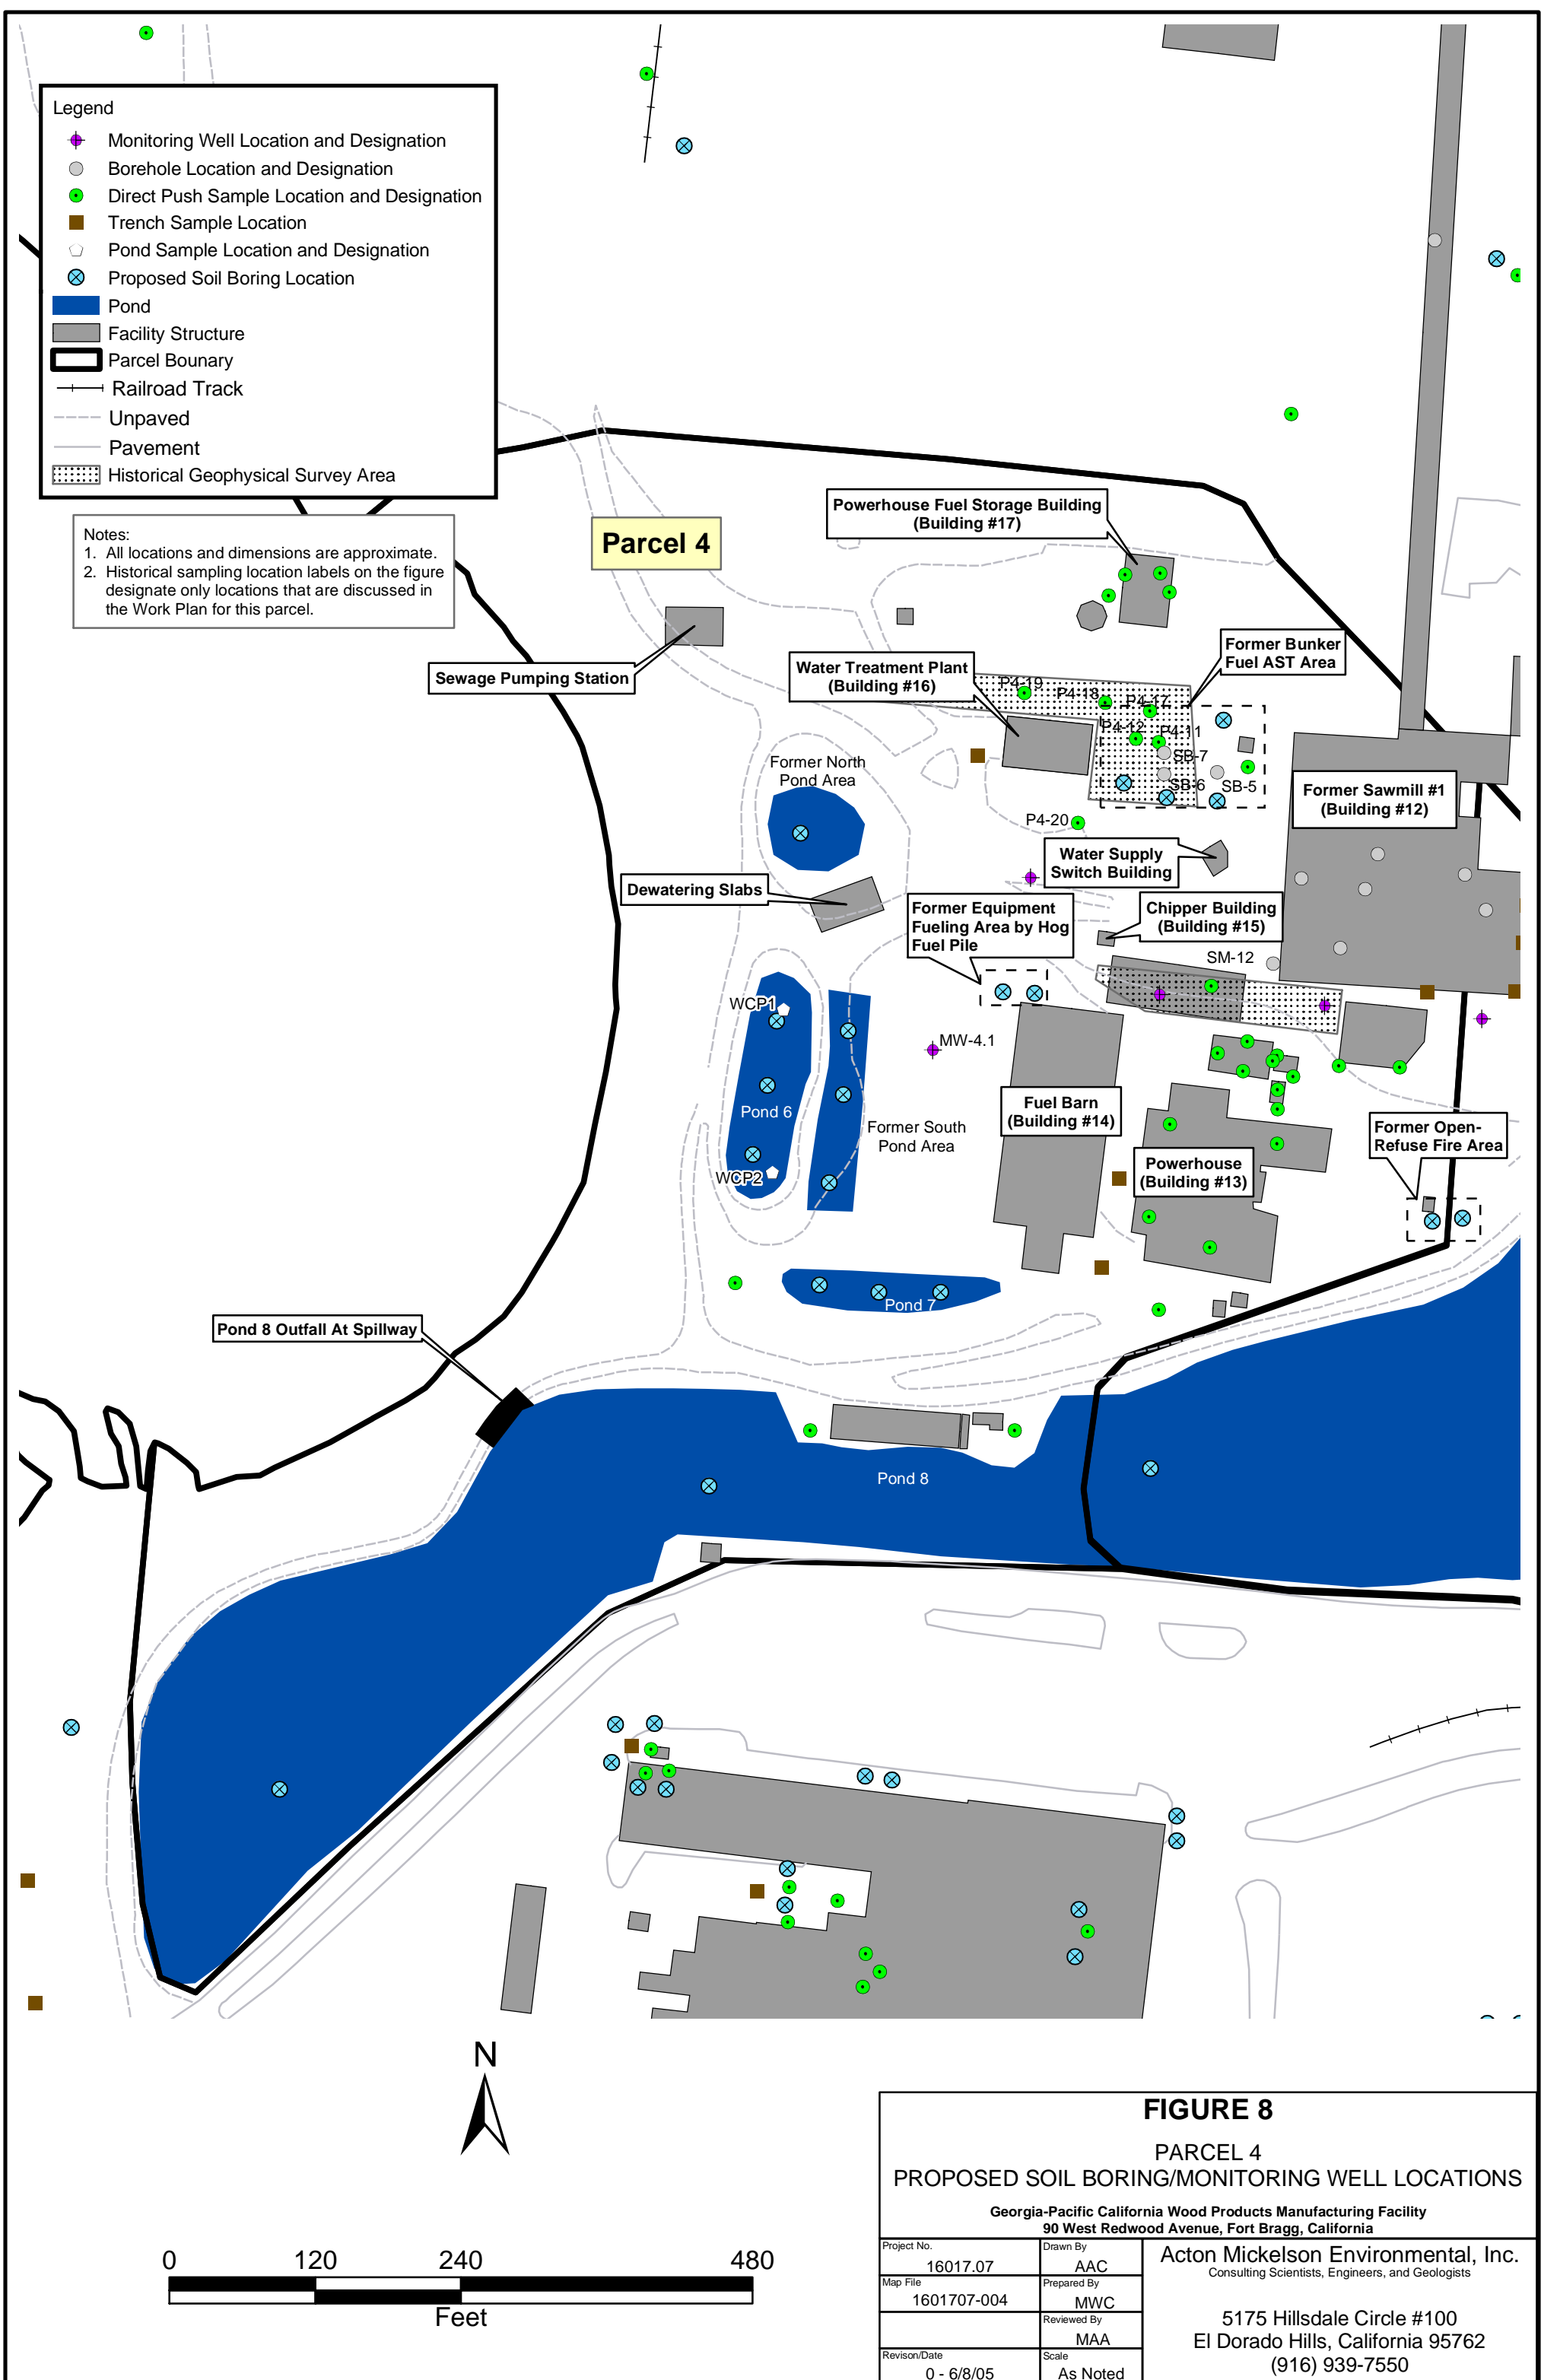 Legend
Monitoring Well Location and Designation
Borehole Location and Designation
Direct Push Sample Location and Designation
Trench Sample Location
Pond Sample Location and Designation
Proposed Soil Boring Location
Pond
Facility Structure
Parcel Bounary
Railroad Track
Unpaved
Pavement
Historical Geophysical Survey Area
Notes:
1. All locations and dimensions are approximate.
2. Historical sampling location labels on the figure
designate only locations that are discussed in
the Work Plan for this parcel.
Parcel 4
Powerhouse Fuel Storage Building
(Building #17)
Sewage Pumping Station
Water Treatment Plant
(Building #16)
Former Bunker
Fuel AST Area
P4-19
P4-18
P4-17
P4-12
P4-11
SB-7
SB-6
SB-5
P4-20
Former North
Pond Area
Former Sawmill #1
(Building #12)
Water Supply
Switch Building
Dewatering Slabs
Former Equipment
Fueling Area by Hog
Fuel Pile
Chipper Building
(Building #15)
SM-12
WCP1
MW-4.1
Pond 6
Former South
Pond Area
WCP2
Fuel Barn
(Building #14)
Powerhouse
(Building #13)
Former Open-
Refuse Fire Area
Pond 7
Pond 8 Outfall At Spillway
Pond 8
N
0 120 240 480
Feet
FIGURE 8
PARCEL 4
PROPOSED SOIL BORING/MONITORING WELL LOCATIONS
Georgia-Pacific California Wood Products Manufacturing Facility
90 West Redwood Avenue, Fort Bragg, California
Project No.
16017.07
Drawn By
AAC
Map File
1601707-004
Prepared By
MWC
Reviewed By
MAA
Revison/Date
0 - 6/8/05
Scale
As Noted
Acton Mickelson Environmental, Inc.
Consulting Scientists, Engineers, and Geologists
5175 Hillsdale Circle #100
El Dorado Hills, California 95762
(916) 939-7550